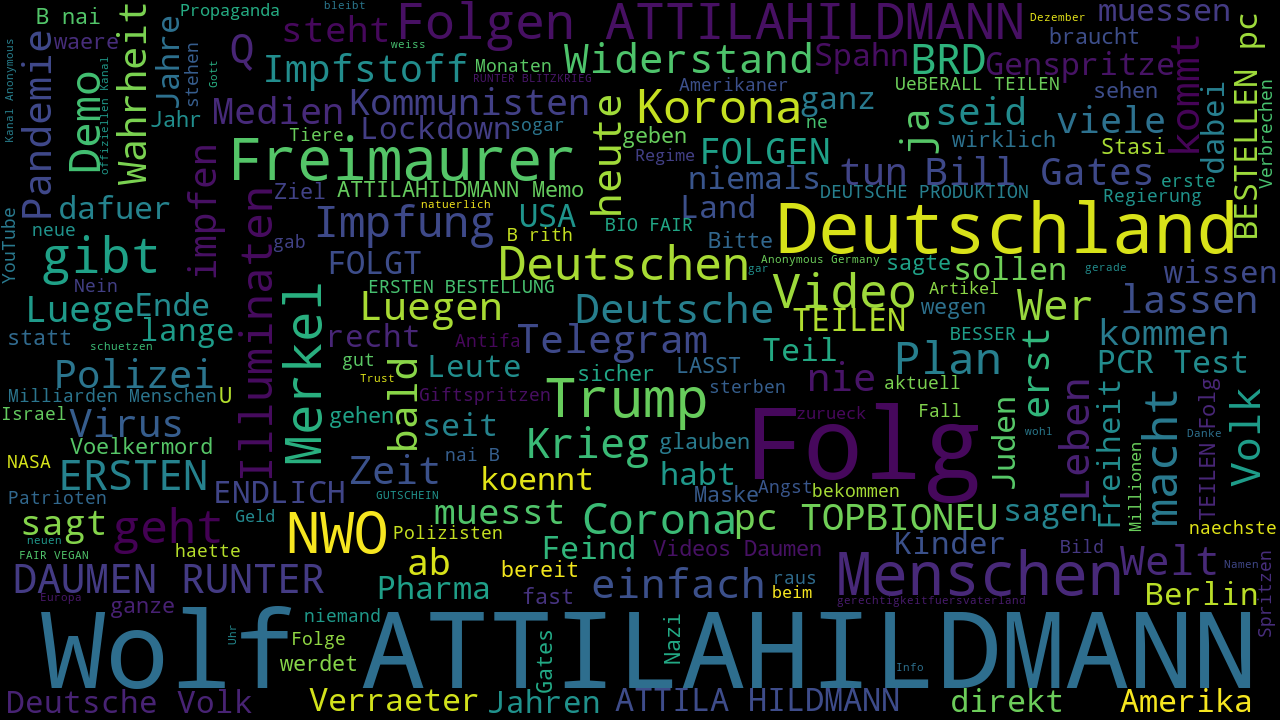 bleibt
B nai
Propaganda
steht
Folgen ATTILAHILDMANN
Dezember
muessen
pc
waere
Q
weiss
braucht
Kanal Anonymous
Pandemie
Wahrheit
Jahre
stehen
Gott
Impfstoff
Monaten
RUNTER BLITZKRIEG
Widerstand
Spahn
BRD
Genspritze
kommt
Demo
offiziellen Kanal
Medien
Kommunisten
Amerikaner
Korona
ganz
UeBERALL TEILEN
seid
sehen
viele
dabei
Verbrechen
BESTELLEN
Jahr
Tiere
Lockdown
sogar
heute
geben
ne
ja
wirklich
Stasi
Freimaurer
Regime
FOLGEN
tun Bill Gates
impfen
Ziel
ATTILAHILDMANN Memo
niemals
DEUTSCHE PRODUKTION
erste
Regierung
dafuer
natuerlich
neue
Impfung
USA
B rith
BIO FAIR
Land
Bitte
Deutschland
YouTube
gibt
gab
FOLGT
Deutschen
gar
Anonymous Germany
sagte
sollen
gerade
wissen
Nein
Illuminaten
ERSTEN BESTELLUNG
Video
Artikel
Luege
Ende
Merkel
Luegen
Deutsche
TEILEN
wegen
Wer
lassen
statt
lange
recht
Antifa
Telegram
Teil
BESSER
erst
kommen
schuetzen
gut
bald
Leute
LASST
Plan
PCR Test
Polizei
Trust
sicher
sterben
nie
aktuell
Milliarden Menschen
U
Giftspritzen
Trump
Leben
Freiheit
macht
TEILEN Folg
Volk
Israel
Virus
gehen
seit
zurueck
Folg
Fall
Juden
wohl
Danke
Voelkermord
nai B
Krieg
glauben
NASA
ERSTEN
Zeit
koennt
habt
Millionen
Patrioten
ENDLICH
GUTSCHEIN
Maske
Angst
bekommen
sagt
geht
Geld
NWO
muesst
Corona
pc TOPBIONEU
sagen
naechste
neuen
FAIR VEGAN
haette
Polizisten
Feind
Videos Daumen
Kinder
Bild
DAUMEN RUNTER
ab
bereit
Menschen
Welt
Namen
Spritzen
Pharma
fast
einfach
raus
beim
Berlin
Europa
ganze
gerechtigkeitfuersvaterland
niemand
Wolf ATTILAHILDMANN
Uhr
Folge
werdet
Gates
Nazi
Info
Deutsche Volk
Verraeter
Jahren
ATTILA HILDMANN
direkt
Amerika